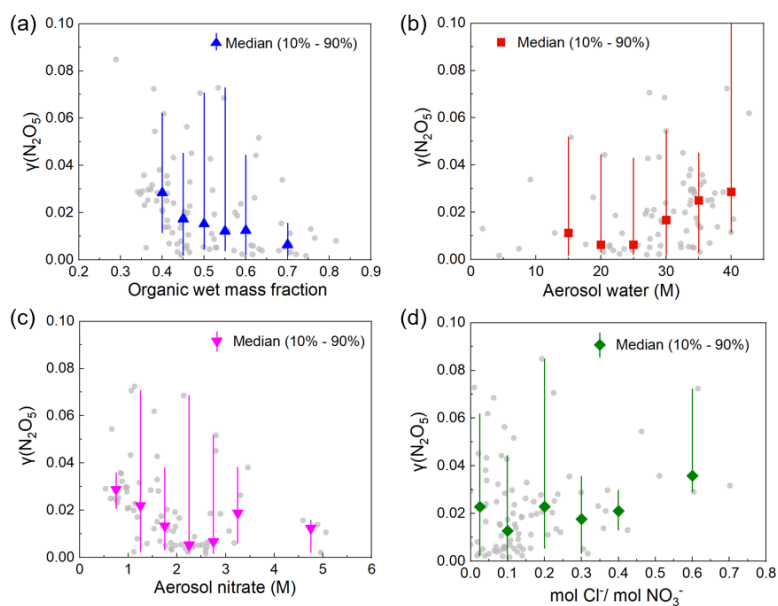 (a)
0.10
0.08
0.06
0.04
0.02
0.00
γ(N₂O₅)
Median (10% - 90%)
0.2 0.3 0.4 0.5 0.6 0.7 0.8 0.9
Organic wet mass fraction
(b)
0.10
0.08
0.06
0.04
0.02
0.00
γ(N₂O₅)
Median (10% - 90%)
0 10 20 30 40
Aerosol water (M)
(c)
0.10
0.08
0.06
0.04
0.02
0.00
γ(N₂O₅)
Median (10% - 90%)
0 1 2 3 4 5 6
Aerosol nitrate (M)
(d)
0.10
0.08
0.06
0.04
0.02
0.00
γ(N₂O₅)
Median (10% - 90%)
0.0 0.1 0.2 0.3 0.4 0.5 0.6 0.7 0.8
mol Cl⁻/ mol NO₃⁻